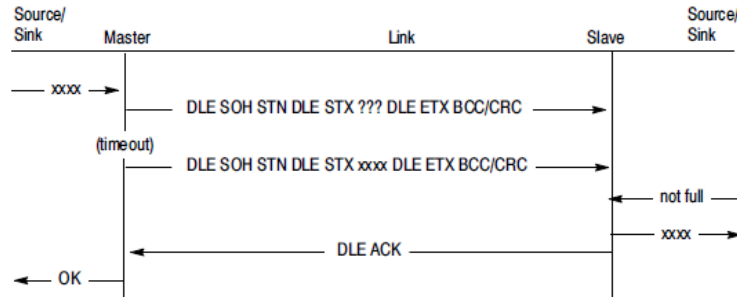 Source/ Source/
Sink Master Link Slave Sink
xxxx
DLE SOH STN DLE STX ??? DLE ETX BCC/CRC
(timeout)
DLE SOH STN DLE STX xxxx DLE ETX BCC/CRC
not full
xxxx
DLE ACK
OK